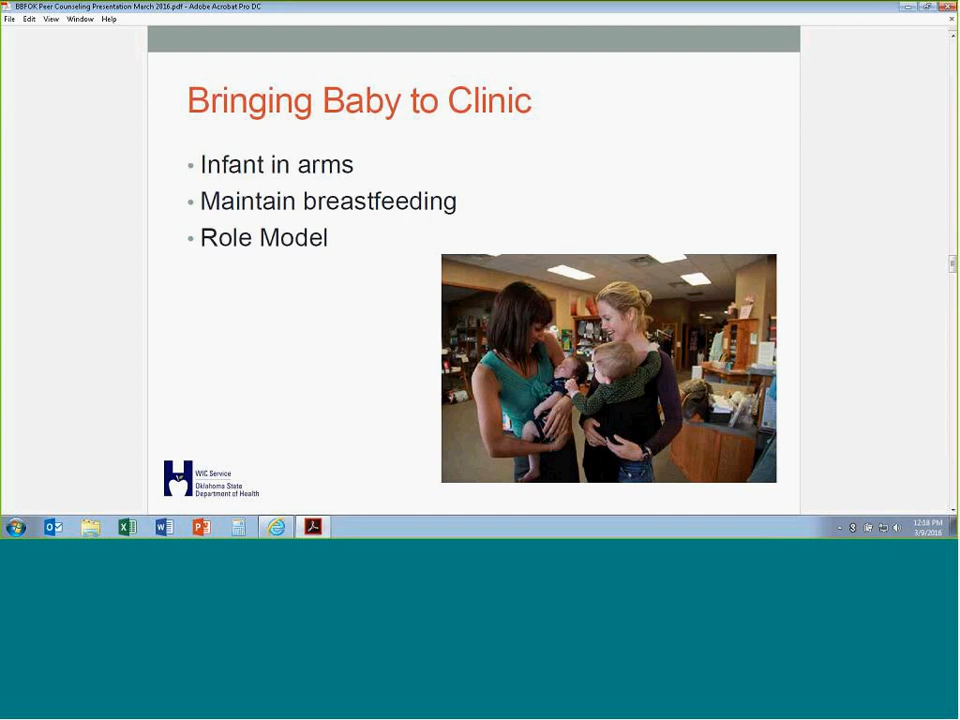 BBFOK Peer Counseling Presentation March 2016.pdf - Adobe Acrobat Pro DC
File Edit View Window Help
Bringing Baby to Clinic
• Infant in arms
• Maintain breastfeeding
• Role Model
WIC Service
Oklahoma State
Department of Health
12:18 PM
3/9/2016